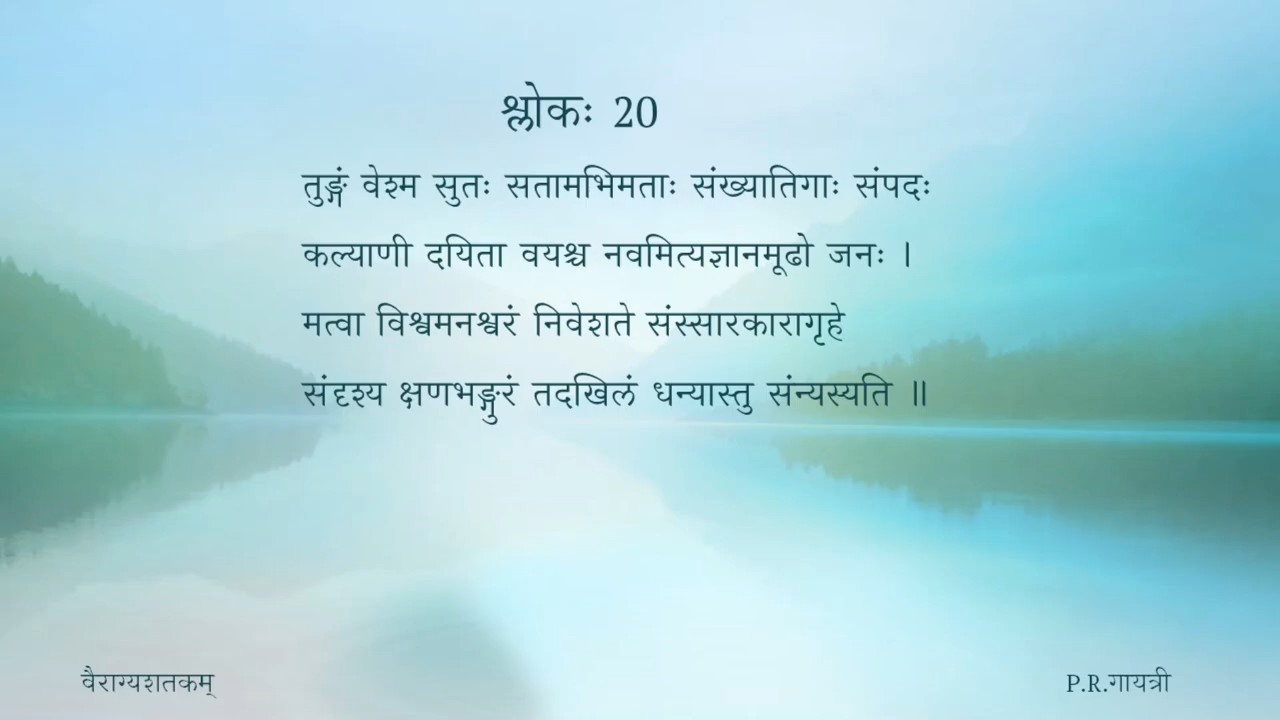 श्लोकः 20
तुङ्गं वेश्म सुतः सतामभिमताः संख्यातिगाः संपदः
कल्याणी दयिता वयश्च नवमित्यज्ञानमूढो जनः ।
मत्वा विश्वमनश्वरं निवेशते संस्सारकारागृहे
संदृश्य क्षणभङ्गुरं तदखिलं धन्यास्तु संन्यस्यति ॥
वैराग्यशतकम्
P.R.गायत्री